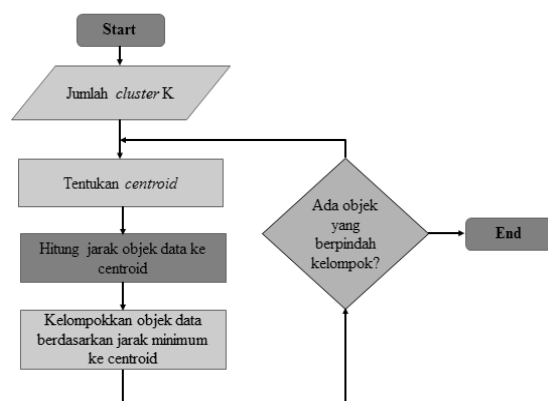 Start
Jumlah cluster K
Tentukan centroid
Hitung jarak objek data ke
centroid
Kelompokkan objek data
berdasarkan jarak minimum
ke centroid
Ada objek
yang
berpindah
kelompok?
End